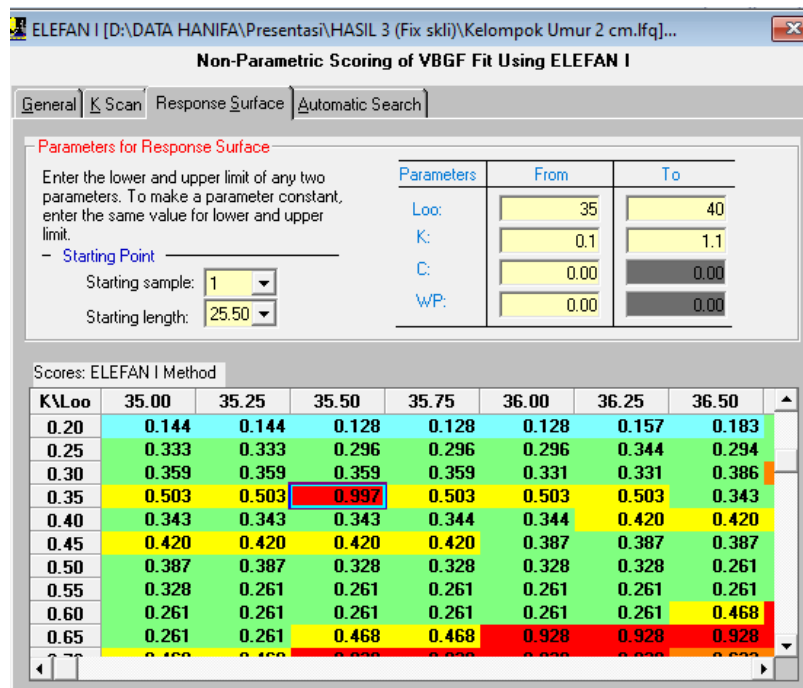 ELEFAN I [D:\DATA HANIFA\Presentasi\HASIL 3 (Fix skli)\Kelompok Umur 2 cm.lfq]...
Non-Parametric Scoring of VBGF Fit Using ELEFAN I
General K Scan Response Surface Automatic Search
Parameters for Response Surface
Enter the lower and upper limit of any two
parameters. To make a parameter constant,
enter the same value for lower and upper
limit.
Starting Point
Starting sample: 1
Starting length: 25.50
Parameters From To
Loo: 35 40
K: 0.1 1.1
C: 0.00 0.00
WP: 0.00 0.00
Scores: ELEFAN I Method
K\Loo 35.00 35.25 35.50 35.75 36.00 36.25 36.50
0.20 0.144 0.144 0.128 0.128 0.128 0.157 0.183
0.25 0.333 0.333 0.296 0.296 0.296 0.344 0.294
0.30 0.359 0.359 0.359 0.359 0.331 0.331 0.386
0.35 0.503 0.503 0.997 0.503 0.503 0.503 0.343
0.40 0.343 0.343 0.343 0.344 0.344 0.420 0.420
0.45 0.420 0.420 0.420 0.420 0.387 0.387 0.387
0.50 0.387 0.387 0.328 0.328 0.328 0.328 0.261
0.55 0.328 0.261 0.261 0.261 0.261 0.261 0.261
0.60 0.261 0.261 0.261 0.261 0.261 0.261 0.468
0.65 0.261 0.261 0.468 0.468 0.928 0.928 0.928